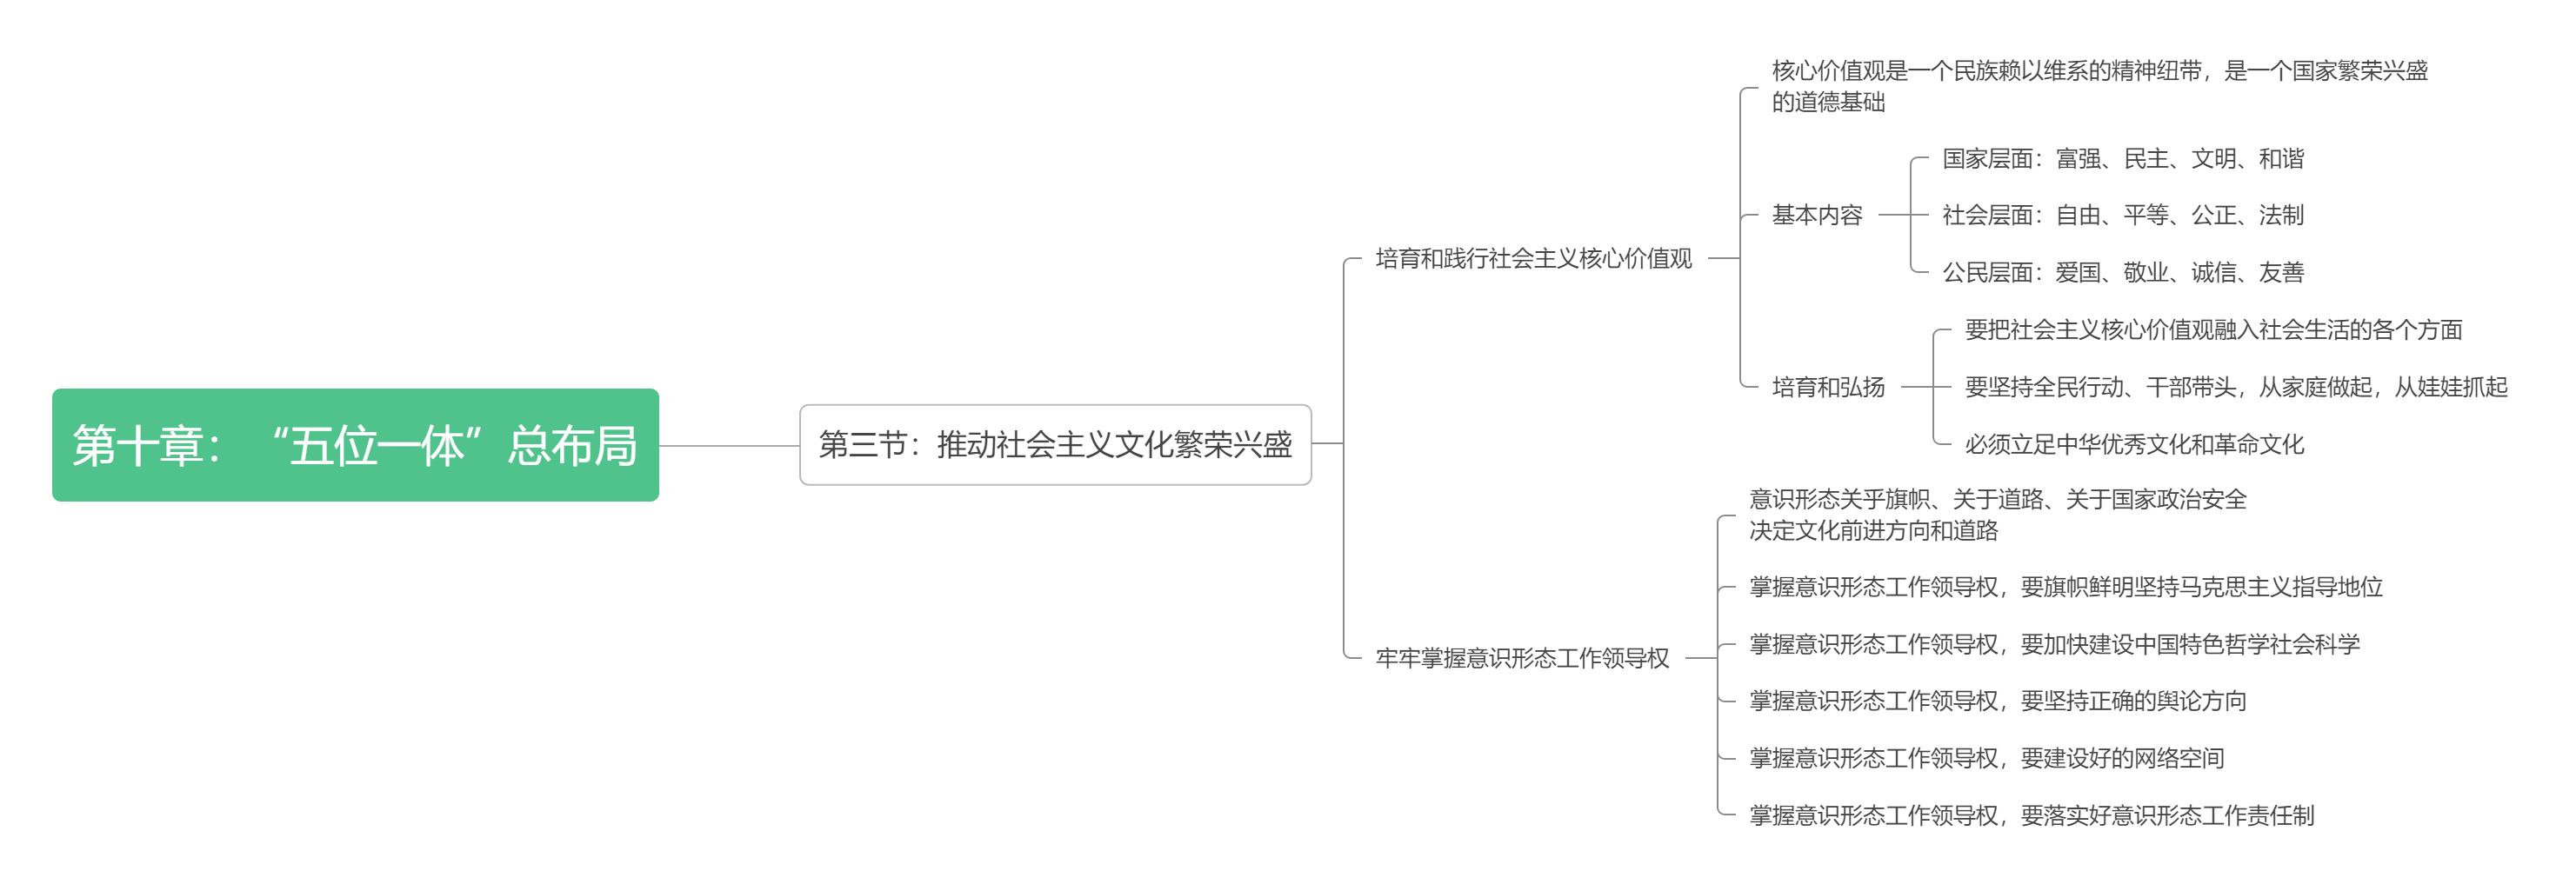 第十章：“五位一体”总布局
第三节：推动社会主义文化繁荣兴盛
培育和践行社会主义核心价值观
核心价值观是一个民族赖以维系的精神纽带，是一个国家繁荣兴盛
的道德基础
基本内容
国家层面：富强、民主、文明、和谐
社会层面：自由、平等、公正、法制
公民层面：爱国、敬业、诚信、友善
培育和弘扬
要把社会主义核心价值观融入社会生活的各个方面
要坚持全民行动、干部带头，从家庭做起，从娃娃抓起
必须立足中华优秀文化和革命文化
牢牢掌握意识形态工作领导权
意识形态关乎旗帜、关于道路、关于国家政治安全
决定文化前进方向和道路
掌握意识形态工作领导权，要旗帜鲜明坚持马克思主义指导地位
掌握意识形态工作领导权，要加快建设中国特色哲学社会科学
掌握意识形态工作领导权，要坚持正确的舆论方向
掌握意识形态工作领导权，要建设好的网络空间
掌握意识形态工作领导权，要落实好意识形态工作责任制